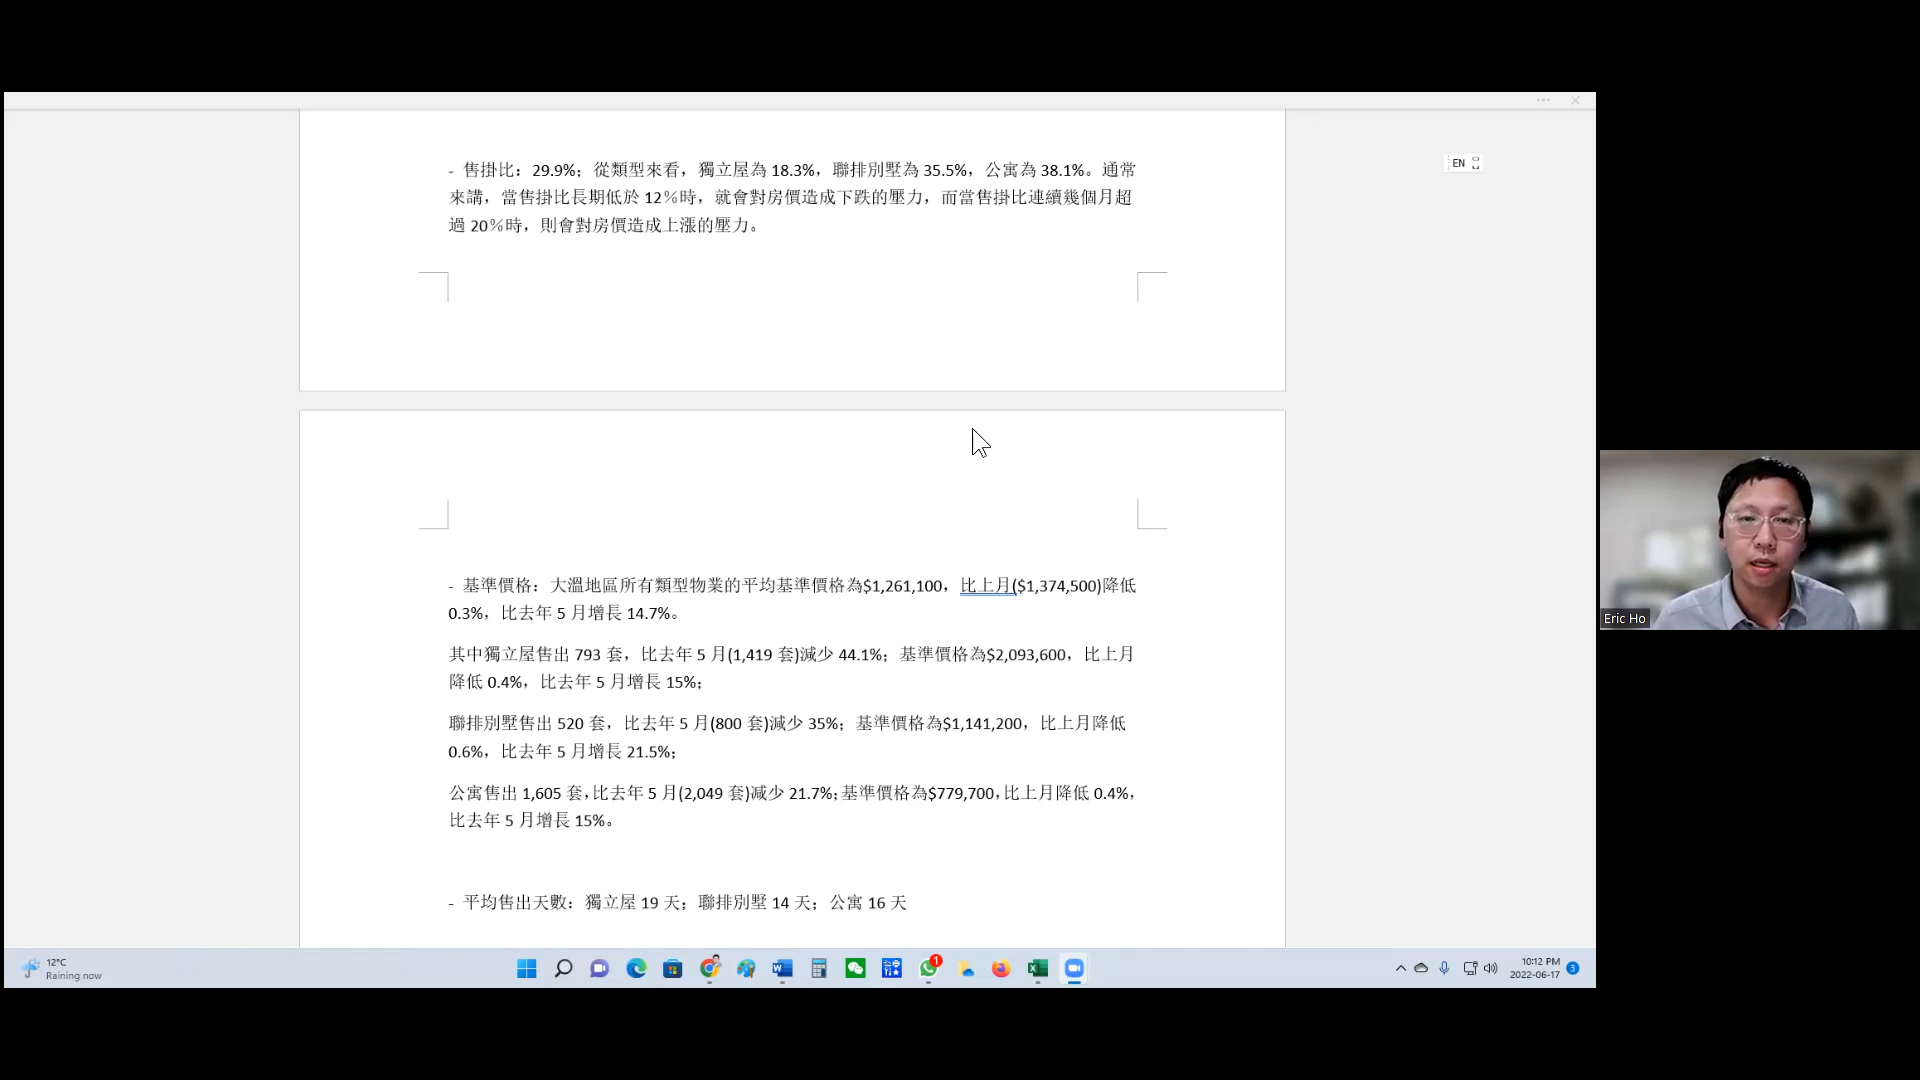 - 售掛比：29.9%；從類型來看，獨立屋為 18.3%，聯排別墅為 35.5%，公寓為 38.1%。通常
來講，當售掛比長期低於 12％時，就會對房價造成下跌的壓力，而當售掛比連續幾個月超
過 20％時，則會對房價造成上漲的壓力。
EN
- 基準價格：大溫地區所有類型物業的平均基準價格為$1,261,100，比上月($1,374,500)降低
0.3%，比去年 5 月增長 14.7%。
其中獨立屋售出 793 套，比去年 5 月(1,419 套)減少 44.1%；基準價格為$2,093,600，比上月
降低 0.4%，比去年 5 月增長 15%；
聯排別墅售出 520 套，比去年 5 月(800 套)減少 35%；基準價格為$1,141,200，比上月降低
0.6%，比去年 5 月增長 21.5%；
公寓售出 1,605 套，比去年 5 月(2,049 套)減少 21.7%；基準價格為$779,700，比上月降低 0.4%，
比去年 5 月增長 15%。
- 平均售出天數：獨立屋 19 天；聯排別墅 14 天；公寓 16 天
Eric Ho
12°C
Raining now
1
10:12 PM
2022-06-17
3